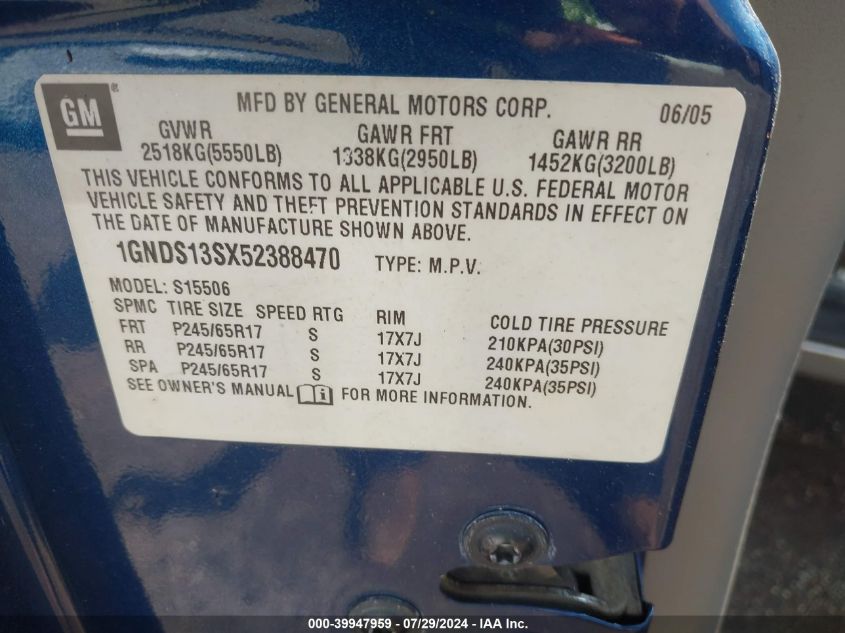 GM®
MFD BY GENERAL MOTORS CORP. 06/05
GVWR GAWR FRT GAWR RR
2518KG(5550LB) 1338KG(2950LB) 1452KG(3200LB)
THIS VEHICLE CONFORMS TO ALL APPLICABLE U.S. FEDERAL MOTOR
VEHICLE SAFETY AND THEFT PREVENTION STANDARDS IN EFFECT ON
THE DATE OF MANUFACTURE SHOWN ABOVE.
1GNDS13SX52388470 TYPE: M.P.V.
MODEL: S15506
SPMC TIRE SIZE SPEED RTG RIM COLD TIRE PRESSURE
FRT P245/65R17 S 17X7J 210KPA(30PSI)
RR P245/65R17 S 17X7J 240KPA(35PSI)
SPA P245/65R17 S 17X7J 240KPA(35PSI)
SEE OWNER'S MANUAL i FOR MORE INFORMATION.
000-39947959 - 07/29/2024 - IAA Inc.